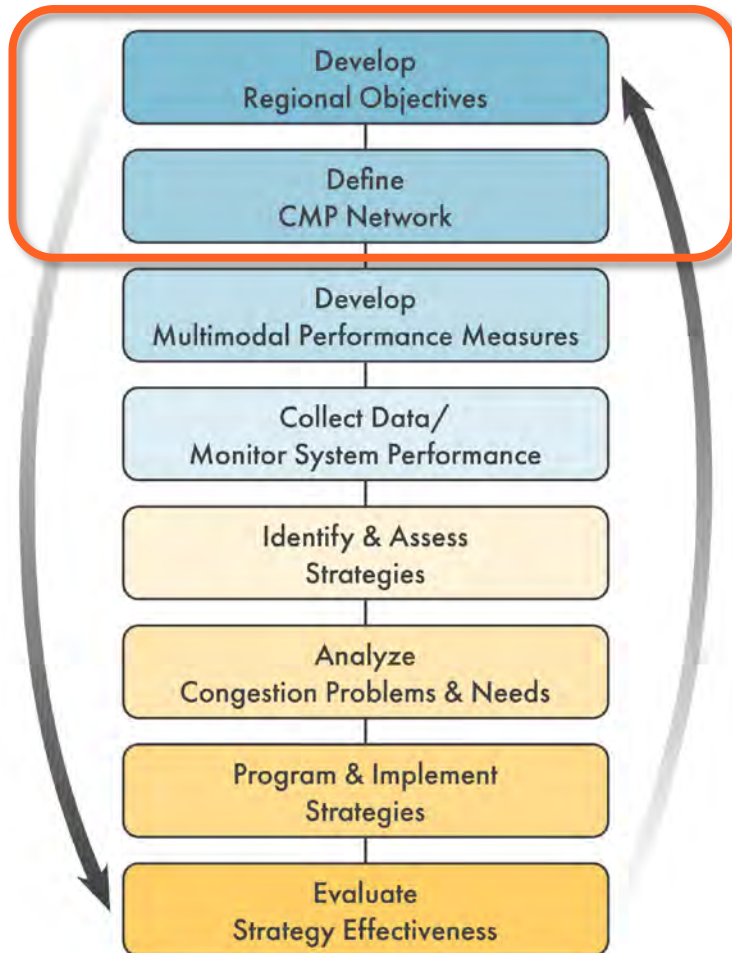 Develop
Regional Objectives
Define
CMP Network
Develop
Multimodal Performance Measures
Collect Data/
Monitor System Performance
Identify & Assess
Strategies
Analyze
Congestion Problems & Needs
Program & Implement
Strategies
Evaluate
Strategy Effectiveness